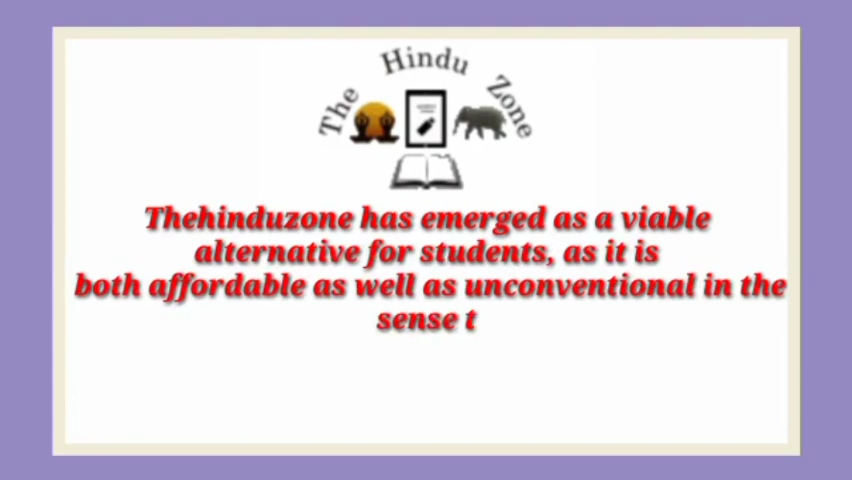 The Hindu Zone
Thehinduzone has emerged as a viable
alternative for students, as it is
both affordable as well as unconventional in the
sense t